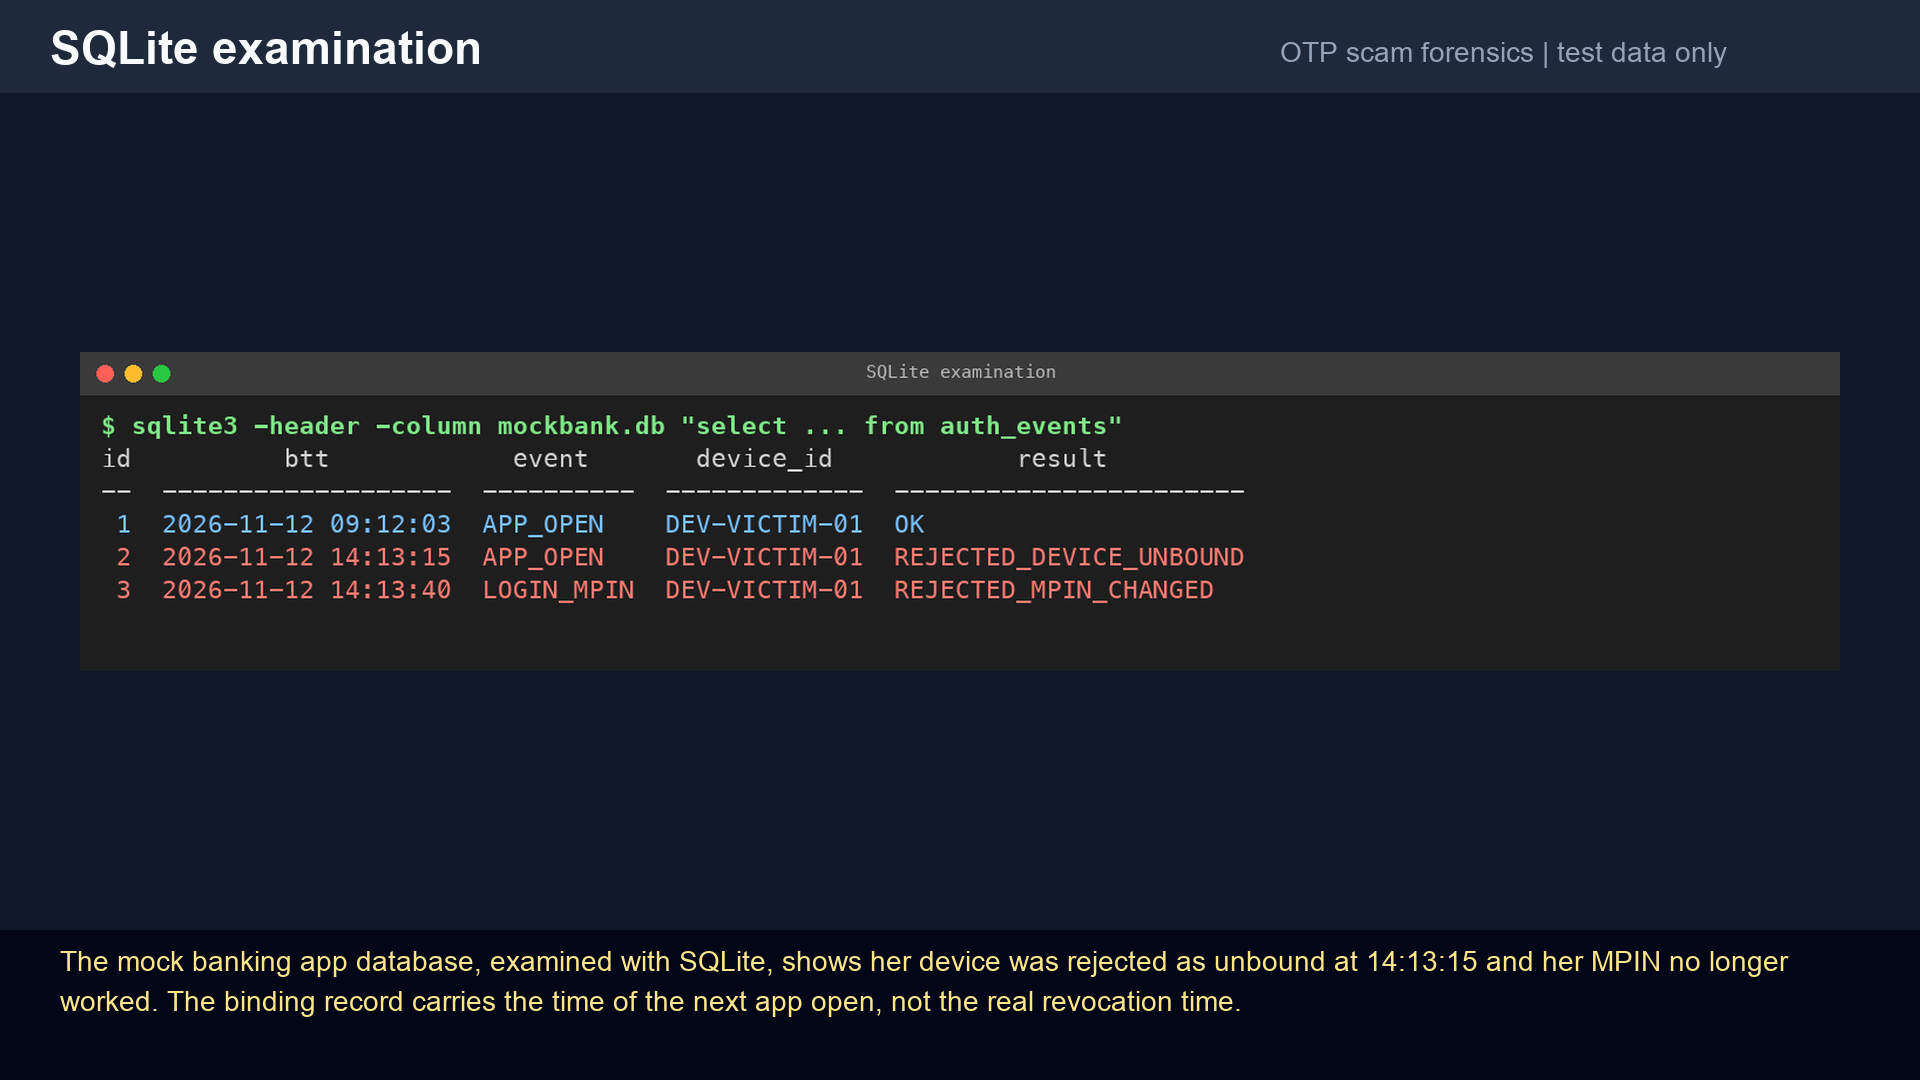 SQLite examination
OTP scam forensics | test data only
SQLite examination
$ sqlite3 -header -column mockbank.db "select ... from auth_events"
id          btt            event       device_id            result
--  -------------------  ----------  -------------  -----------------------
 1  2026-11-12 09:12:03  APP_OPEN    DEV-VICTIM-01  OK
 2  2026-11-12 14:13:15  APP_OPEN    DEV-VICTIM-01  REJECTED_DEVICE_UNBOUND
 3  2026-11-12 14:13:40  LOGIN_MPIN  DEV-VICTIM-01  REJECTED_MPIN_CHANGED
The mock banking app database, examined with SQLite, shows her device was rejected as unbound at 14:13:15 and her MPIN no longer
worked. The binding record carries the time of the next app open, not the real revocation time.